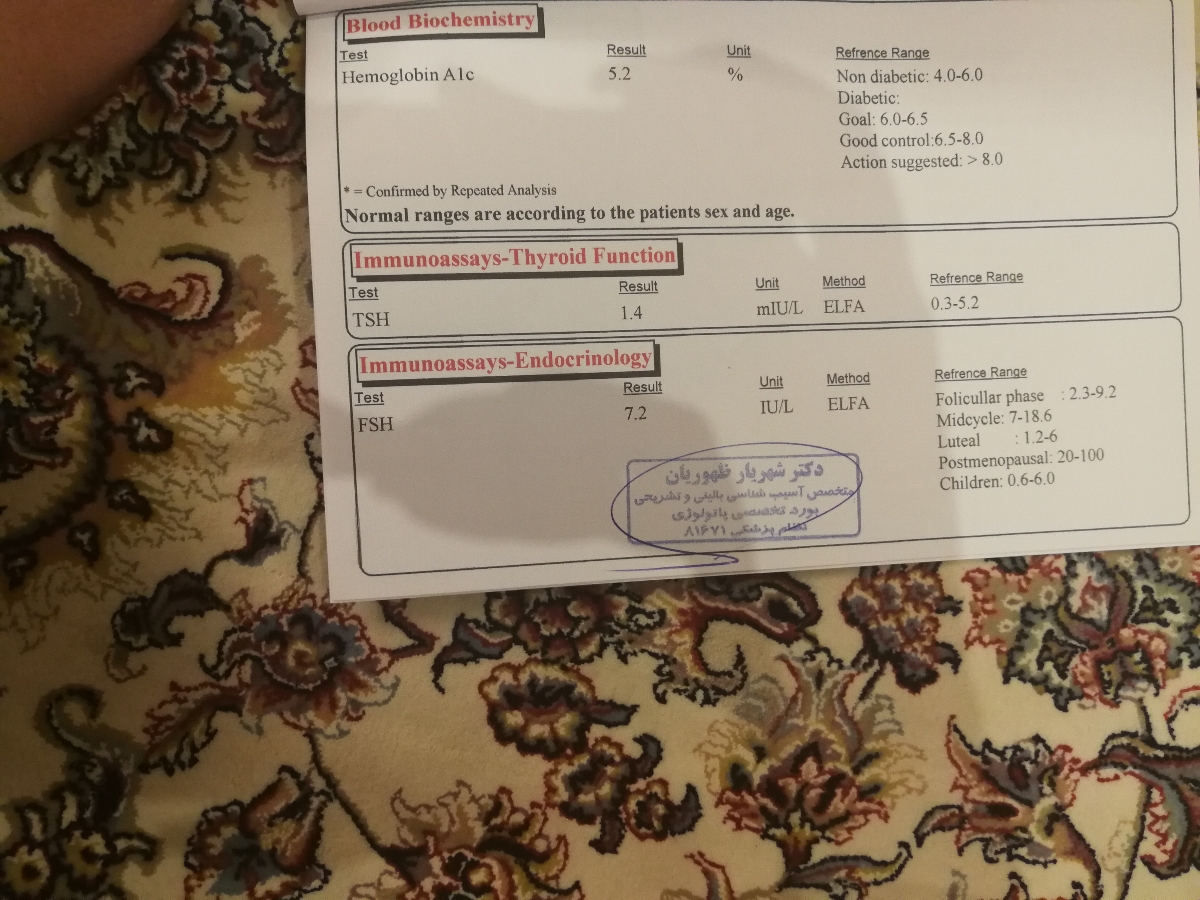 Blood Biochemistry
Test Result Unit Refrence Range
Hemoglobin A1c 5.2 % Non diabetic: 4.0-6.0
Diabetic:
Goal: 6.0-6.5
Good control:6.5-8.0
Action suggested: > 8.0
* = Confirmed by Repeated Analysis
Normal ranges are according to the patients sex and age.
Immunoassays-Thyroid Function
Test Result Unit Method Refrence Range
TSH 1.4 mIU/L ELFA 0.3-5.2
Immunoassays-Endocrinology
Test Result Unit Method Refrence Range
FSH 7.2 IU/L ELFA Folicullar phase : 2.3-9.2
Midcycle: 7-18.6
Luteal : 1.2-6
Postmenopausal: 20-100
Children: 0.6-6.0
دکتر شهریار ظهوریان
متخصص آسیب شناسی بالینی و تشریحی
بورد تخصصی پاتولوژی
نظام پزشکی ۸۱۶۷۱